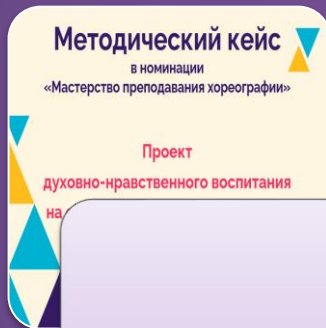 Методический кейс
в номинации
«Мастерство преподавания хореографии»
Проект
духовно-нравственного воспитания
на